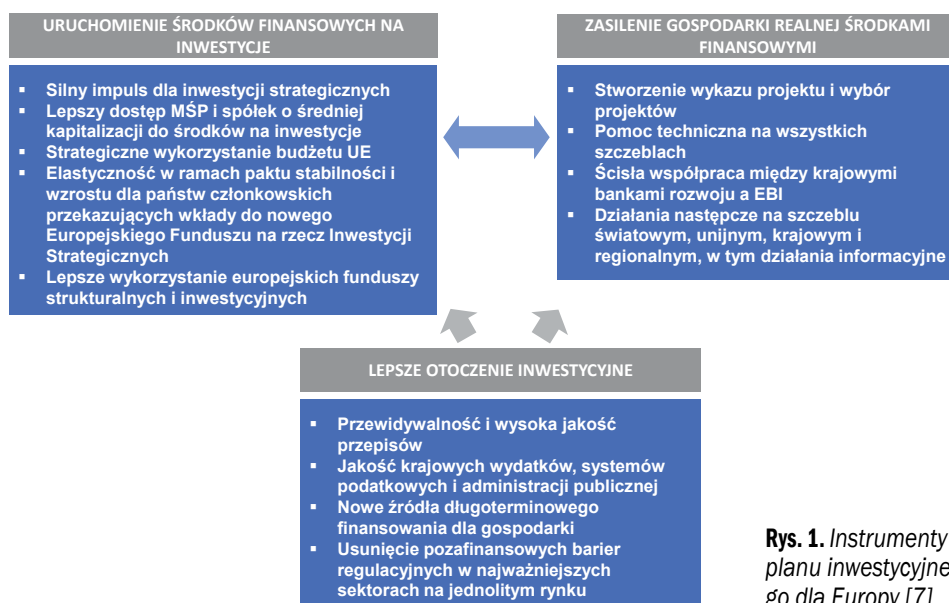 URUCHOMIENIE ŚRODKÓW FINANSOWYCH NA
INWESTYCJE
▪ Silny impuls dla inwestycji strategicznych
▪ Lepszy dostęp MŚP i spółek o średniej
kapitalizacji do środków na inwestycje
▪ Strategiczne wykorzystanie budżetu UE
▪ Elastyczność w ramach paktu stabilności i
wzrostu dla państw członkowskich
przekazujących wkłady do nowego
Europejskiego Funduszu na rzecz Inwestycji
Strategicznych
▪ Lepsze wykorzystanie europejskich funduszy
strukturalnych i inwestycyjnych
ZASILENIE GOSPODARKI REALNEJ ŚRODKAMI
FINANSOWYMI
▪ Stworzenie wykazu projektu i wybór
projektów
▪ Pomoc techniczna na wszystkich
szczeblach
▪ Ścisła współpraca między krajowymi
bankami rozwoju a EBI
▪ Działania następcze na szczeblu
światowym, unijnym, krajowym i
regionalnym, w tym działania informacyjne
LEPSZE OTOCZENIE INWESTYCYJNE
▪ Przewidywalność i wysoka jakość
przepisów
▪ Jakość krajowych wydatków, systemów
podatkowych i administracji publicznej
▪ Nowe źródła długoterminowego
finansowania dla gospodarki
▪ Usunięcie pozafinansowych barier
regulacyjnych w najważniejszych
sektorach na jednolitym rynku
Rys. 1. Instrumenty
planu inwestycyjne
go dla Europy [7]